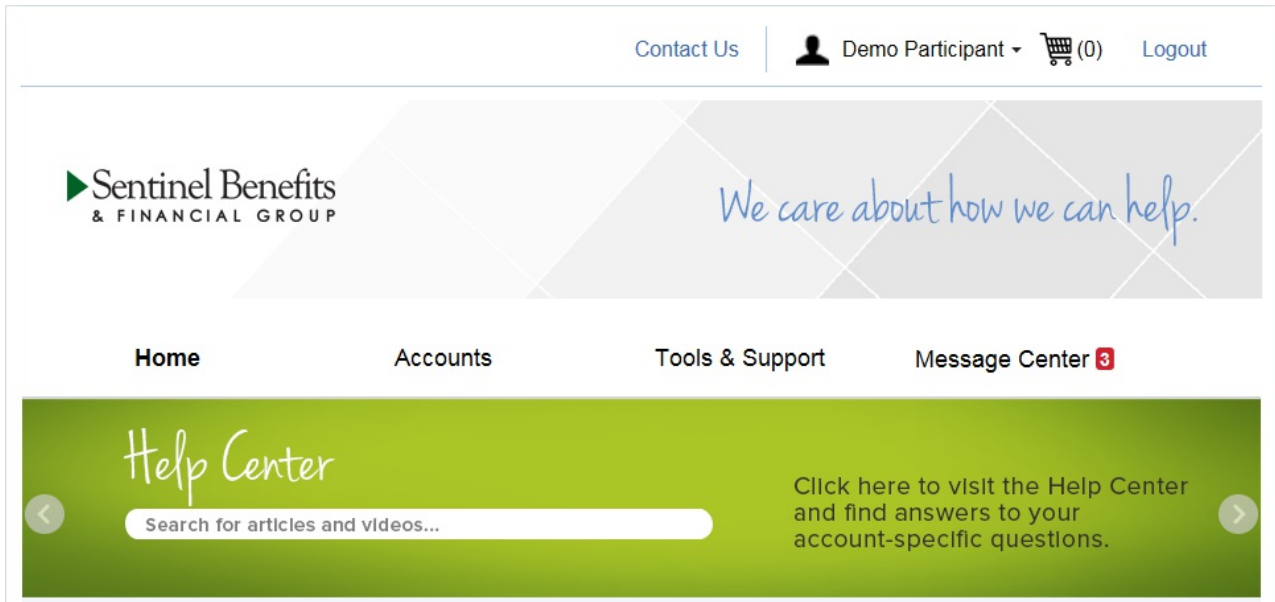 Contact Us
Demo Participant
(0)
Logout
Sentinel Benefits
& FINANCIAL GROUP
We care about how we can help.
Home
Accounts
Tools & Support
Message Center 3
Help Center
Search for articles and videos...
Click here to visit the Help Center
and find answers to your
account-specific questions.